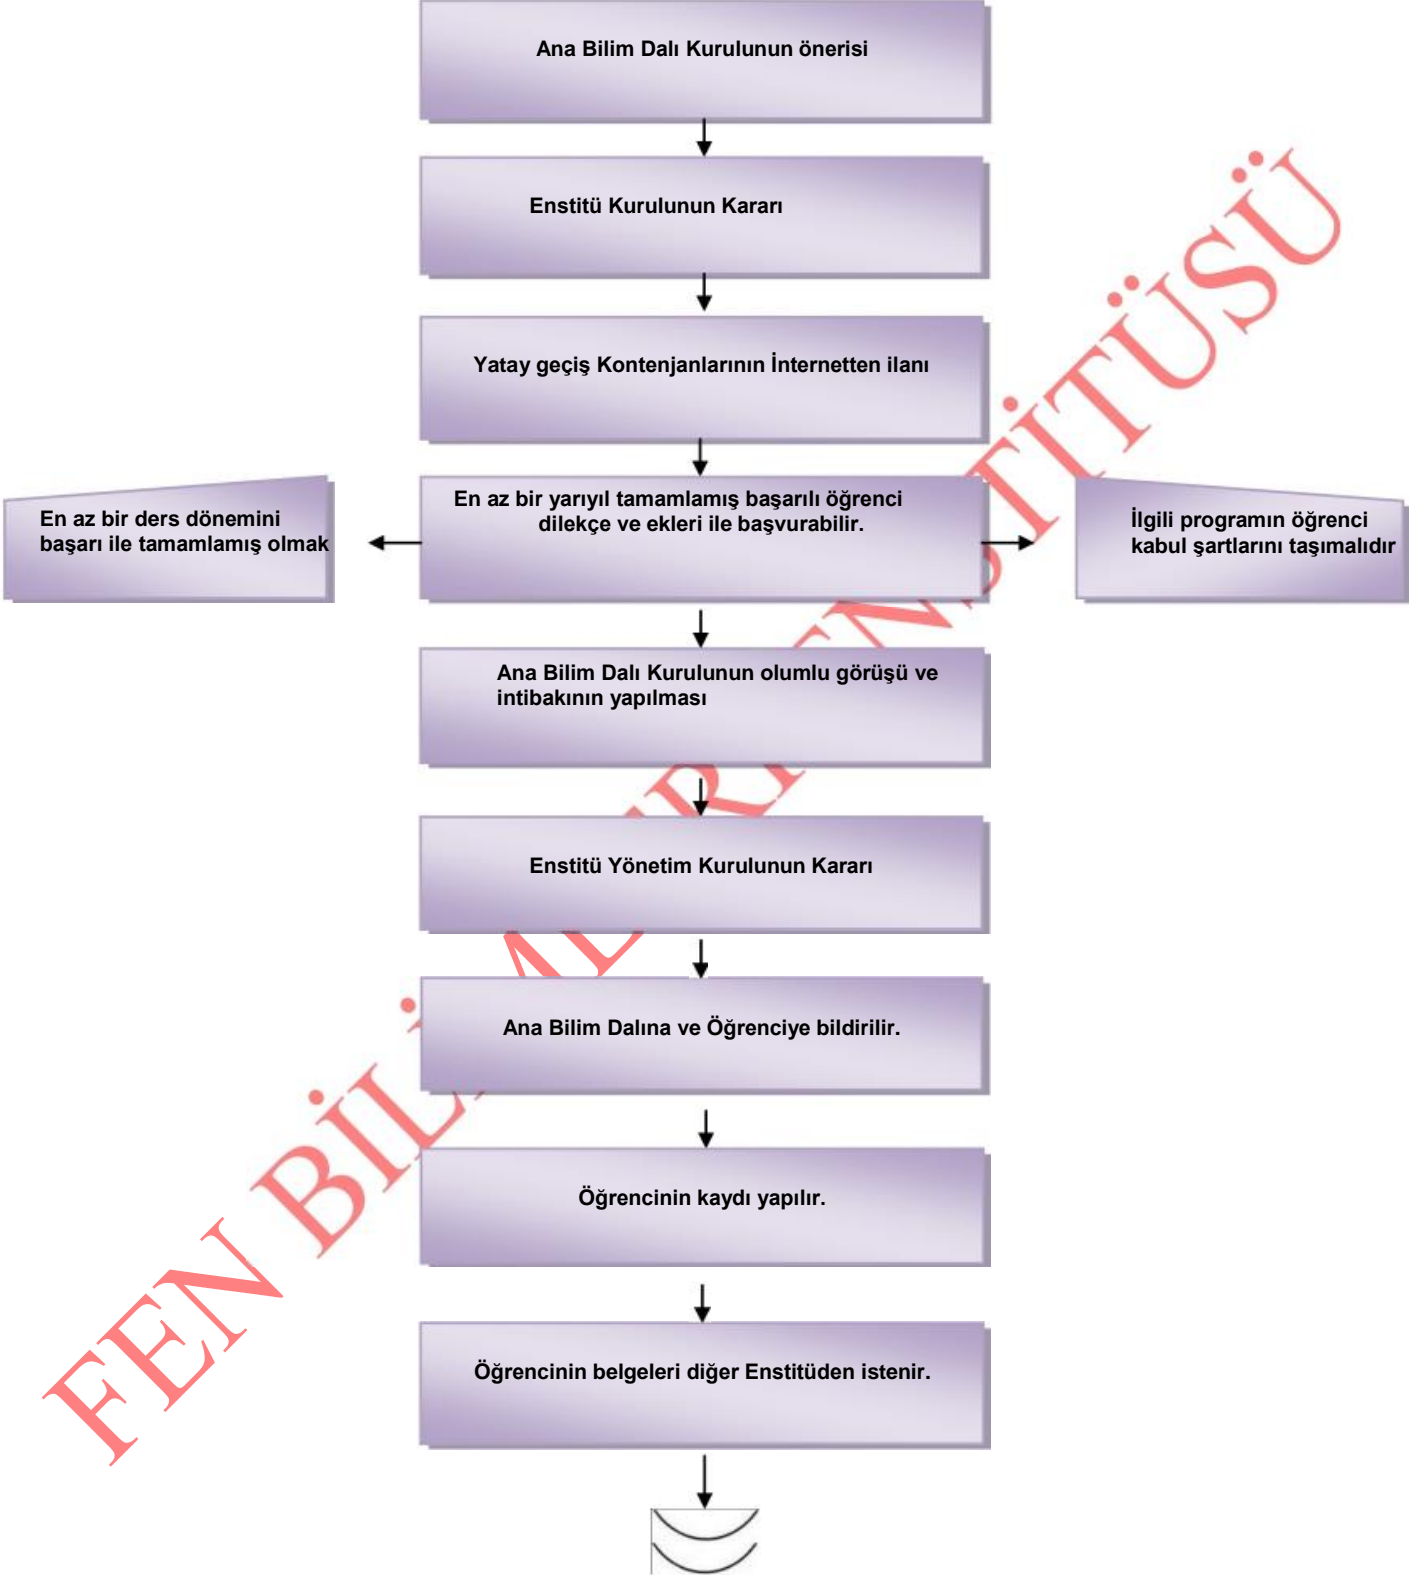 Ana Bilim Dalı Kurulunun önerisi
Enstitü Kurulunun Kararı
Yatay geçiş Kontenjanlarının İnternetten ilanı
En az bir yarıyıl tamamlamış başarılı öğrenci
dilekçe ve ekleri ile başvurabilir.
En az bir ders dönemini
başarı ile tamamlamış olmak
İlgili programın öğrenci
kabul şartlarını taşımalıdır
Ana Bilim Dalı Kurulunun olumlu görüşü ve
intibakının yapılması
Enstitü Yönetim Kurulunun Kararı
Ana Bilim Dalına ve Öğrenciye bildirilir.
Öğrencinin kaydı yapılır.
Öğrencinin belgeleri diğer Enstitüden istenir.
FEN BİLİMLERİ ENSTİTÜSÜ